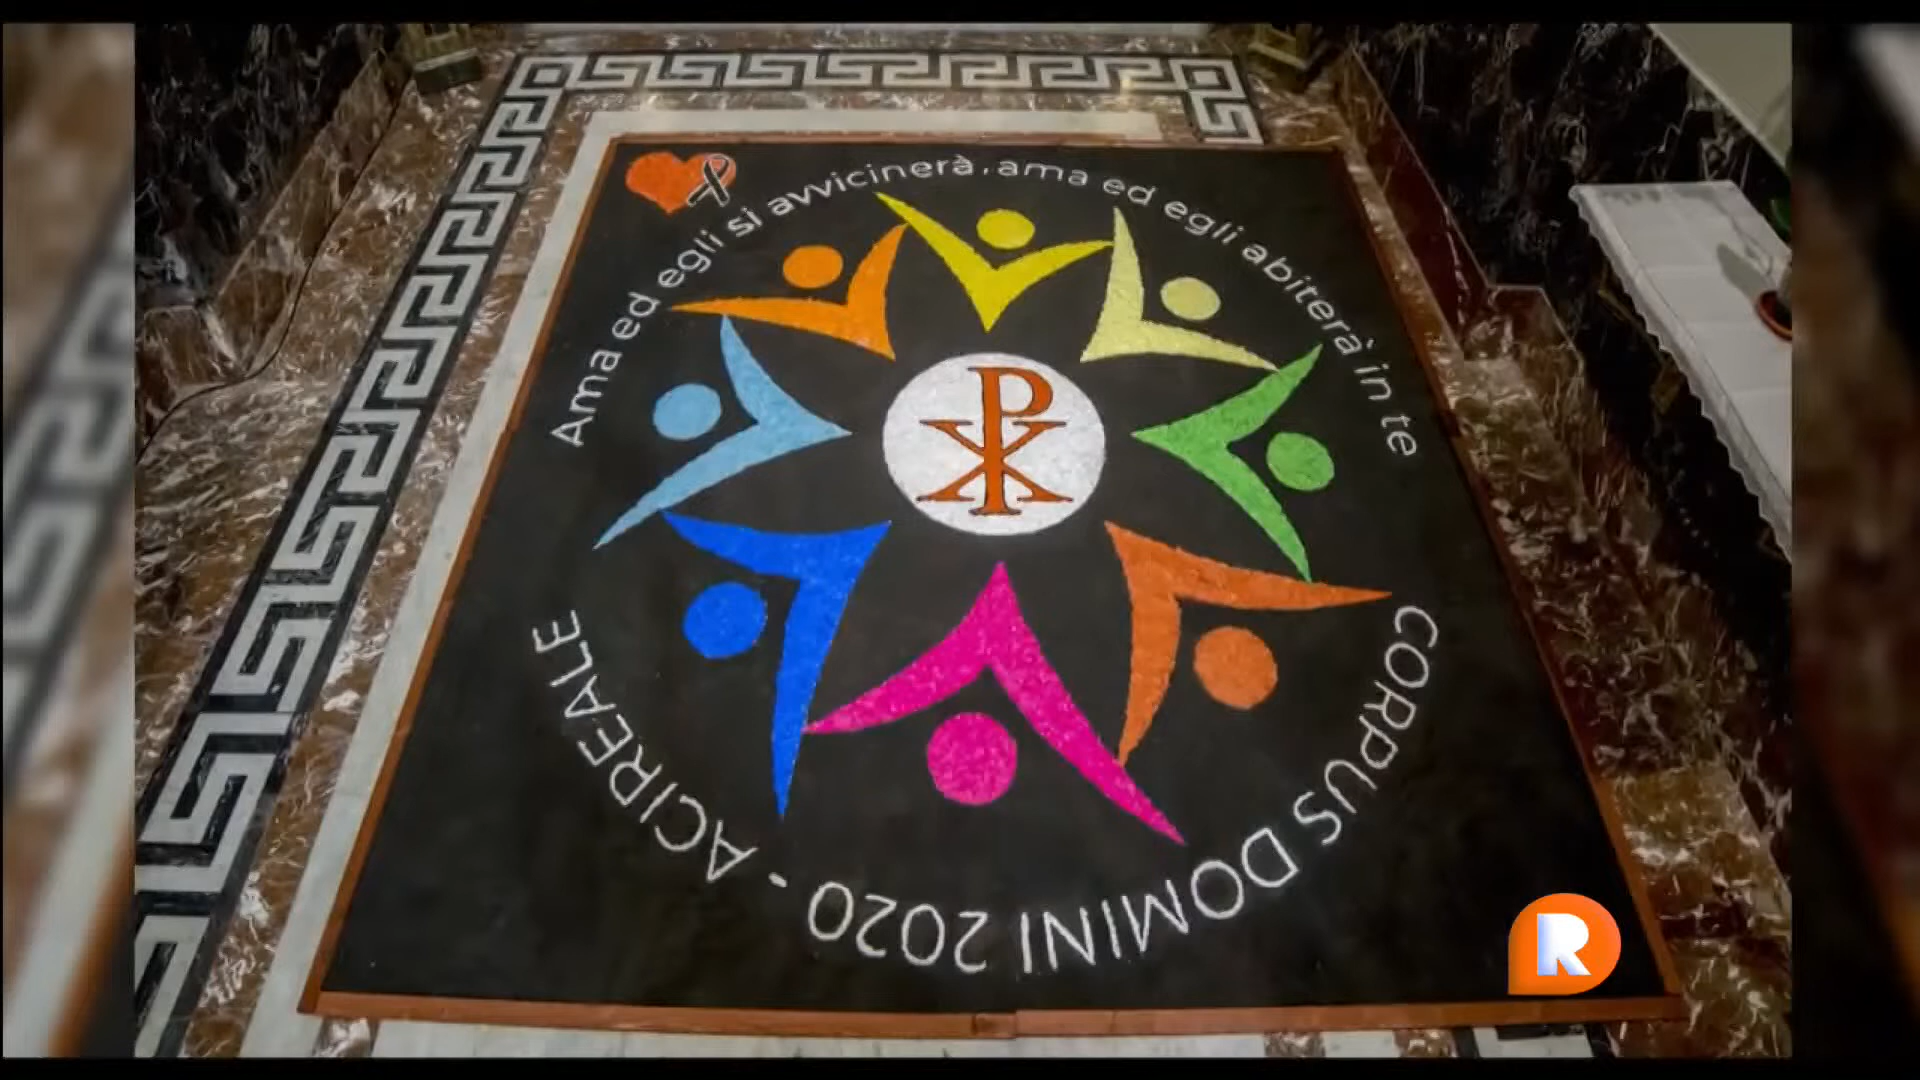 Ama ed egli si avvicinerà, ama ed egli abiterà in te
CORPUS DOMINI 2020 - ACIREALE
R